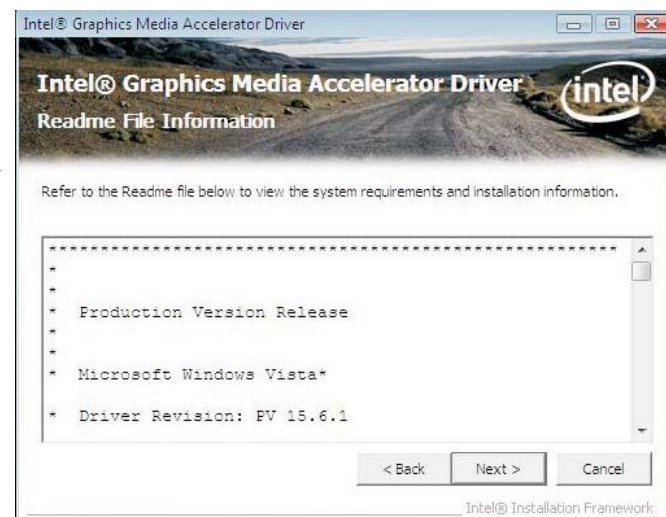 Intel® Graphics Media Accelerator Driver
Intel® Graphics Media Accelerator Driver
intel
Readme File Information
Refer to the Readme file below to view the system requirements and installation information.
*******************************************************
*
*
* Production Version Release
*
*
* Microsoft Windows Vista*
* Driver Revision: PV 15.6.1
< Back Next > Cancel
Intel® Installation Framework